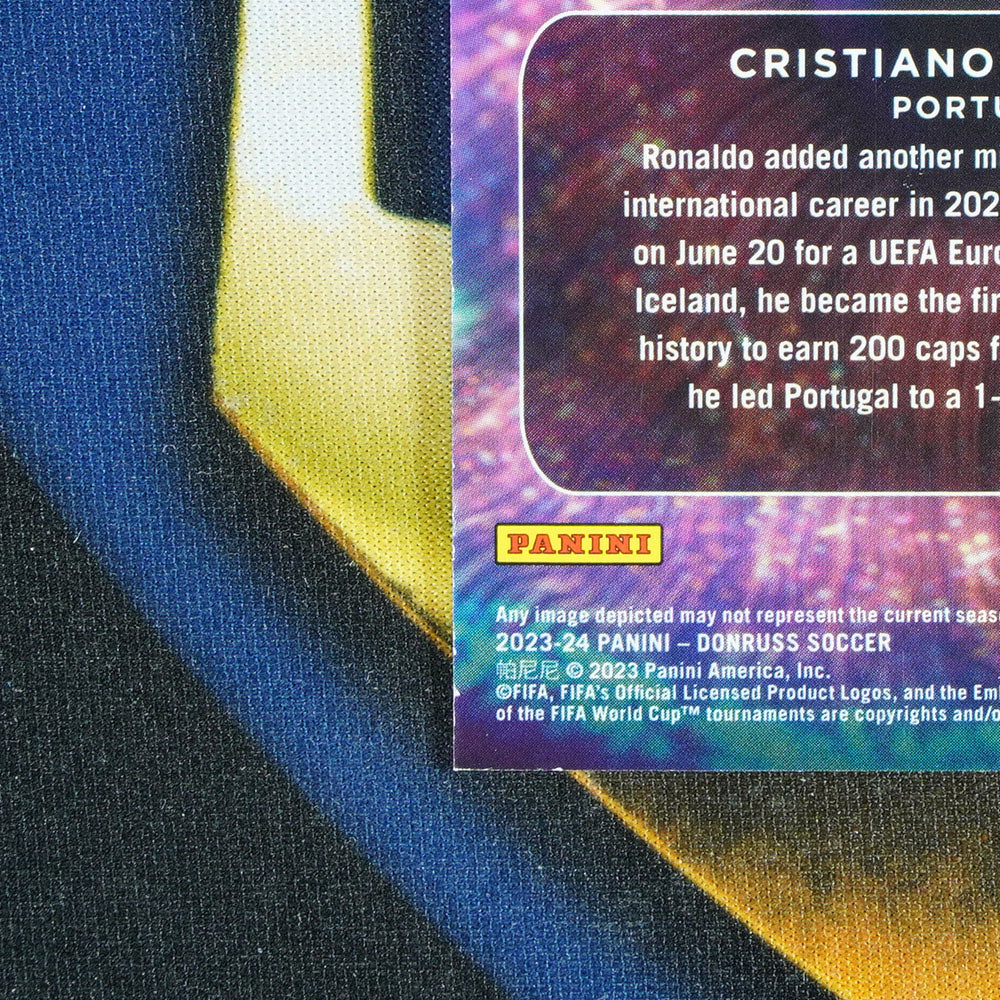 CRISTIANO
PORTU
Ronaldo added another m
international career in 202
on June 20 for a UEFA Euro
Iceland, he became the fir
history to earn 200 caps f
he led Portugal to a 1-
PANINI
Any image depicted may not represent the current seas
2023-24 PANINI – DONRUSS SOCCER
帕尼尼 © 2023 Panini America, Inc.
©FIFA, FIFA's Official Licensed Product Logos, and the Em
of the FIFA World Cup™ tournaments are copyrights and/o